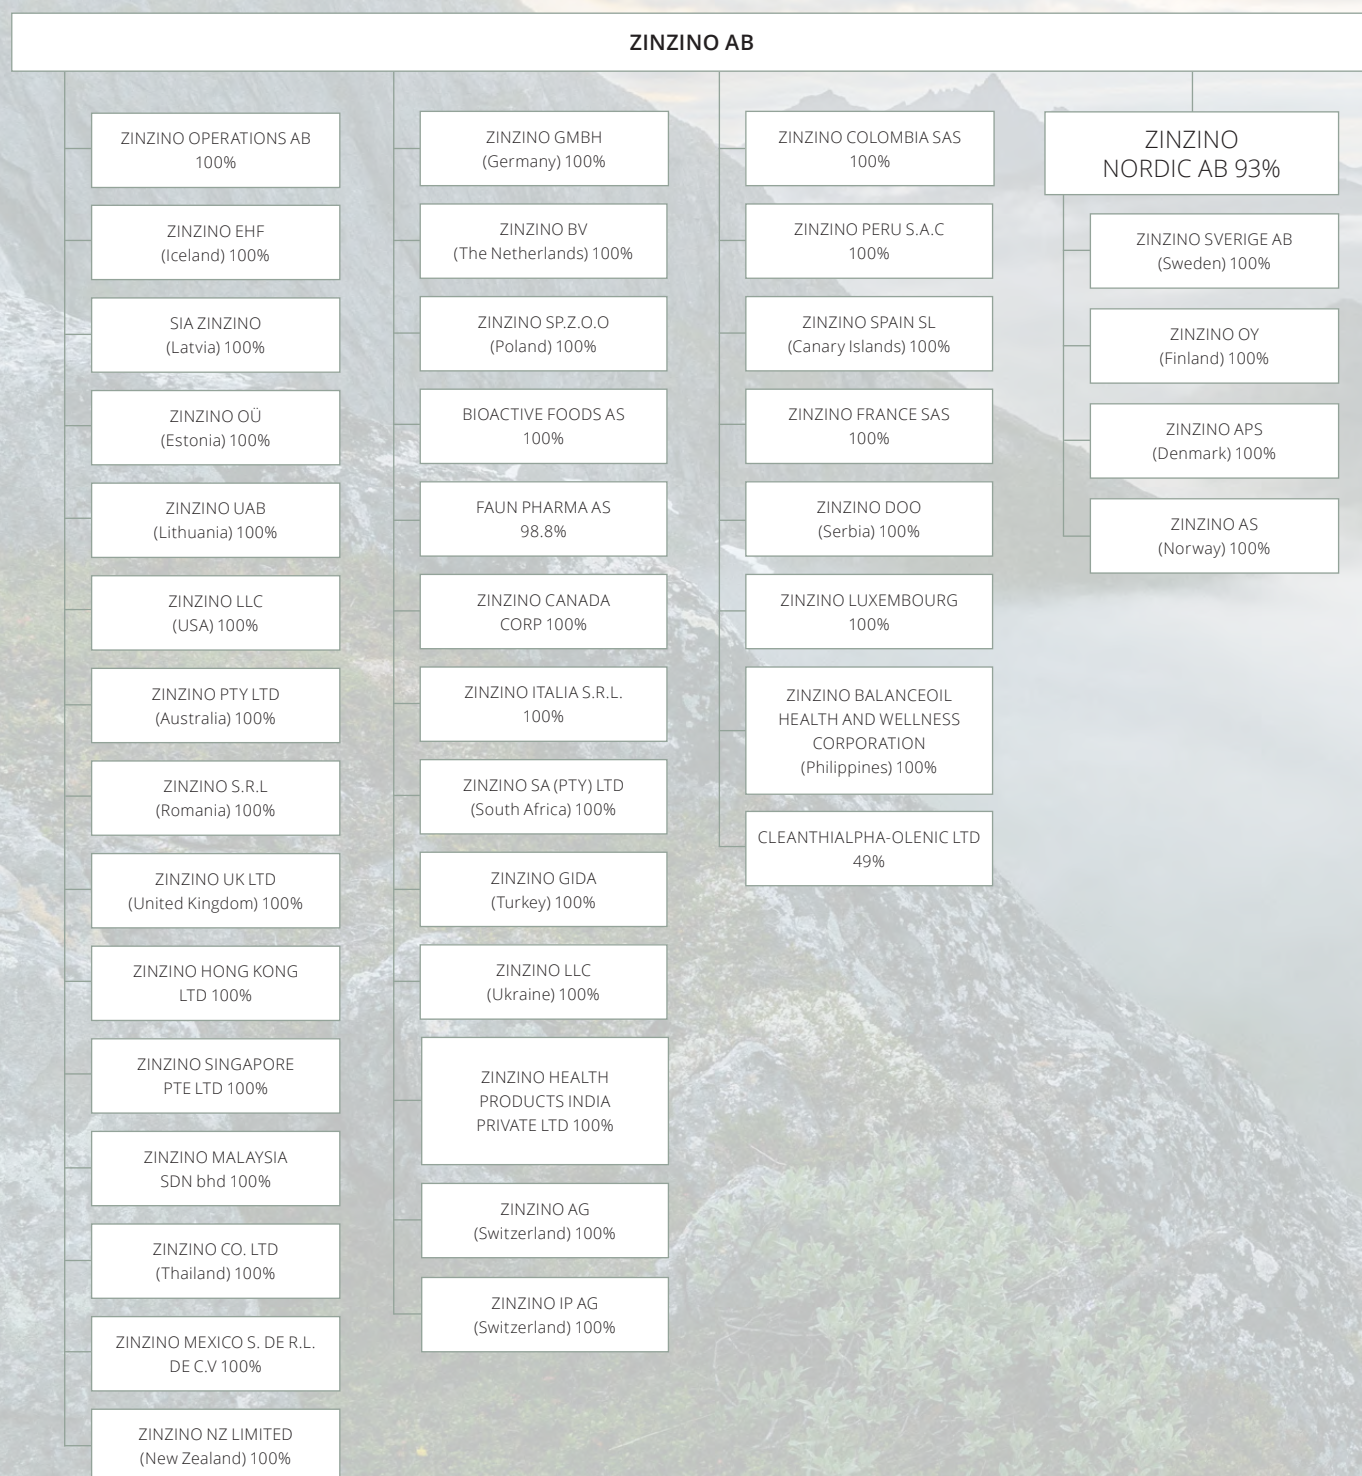 ZINZINO AB
ZINZINO OPERATIONS AB
100%
ZINZINO EHF
(Iceland) 100%
SIA ZINZINO
(Latvia) 100%
ZINZINO OÜ
(Estonia) 100%
ZINZINO UAB
(Lithuania) 100%
ZINZINO LLC
(USA) 100%
ZINZINO PTY LTD
(Australia) 100%
ZINZINO S.R.L
(Romania) 100%
ZINZINO UK LTD
(United Kingdom) 100%
ZINZINO HONG KONG
LTD 100%
ZINZINO SINGAPORE
PTE LTD 100%
ZINZINO MALAYSIA
SDN bhd 100%
ZINZINO CO. LTD
(Thailand) 100%
ZINZINO MEXICO S. DE R.L.
DE C.V 100%
ZINZINO NZ LIMITED
(New Zealand) 100%
ZINZINO GMBH
(Germany) 100%
ZINZINO BV
(The Netherlands) 100%
ZINZINO SP.Z.O.O
(Poland) 100%
BIOACTIVE FOODS AS
100%
FAUN PHARMA AS
98.8%
ZINZINO CANADA
CORP 100%
ZINZINO ITALIA S.R.L.
100%
ZINZINO SA (PTY) LTD
(South Africa) 100%
ZINZINO GIDA
(Turkey) 100%
ZINZINO LLC
(Ukraine) 100%
ZINZINO HEALTH
PRODUCTS INDIA
PRIVATE LTD 100%
ZINZINO AG
(Switzerland) 100%
ZINZINO IP AG
(Switzerland) 100%
ZINZINO COLOMBIA SAS
100%
ZINZINO PERU S.A.C
100%
ZINZINO SPAIN SL
(Canary Islands) 100%
ZINZINO FRANCE SAS
100%
ZINZINO DOO
(Serbia) 100%
ZINZINO LUXEMBOURG
100%
ZINZINO BALANCEOIL
HEALTH AND WELLNESS
CORPORATION
(Philippines) 100%
CLEANTHIALPHA-OLENIC LTD
49%
ZINZINO
NORDIC AB 93%
ZINZINO SVERIGE AB
(Sweden) 100%
ZINZINO OY
(Finland) 100%
ZINZINO APS
(Denmark) 100%
ZINZINO AS
(Norway) 100%